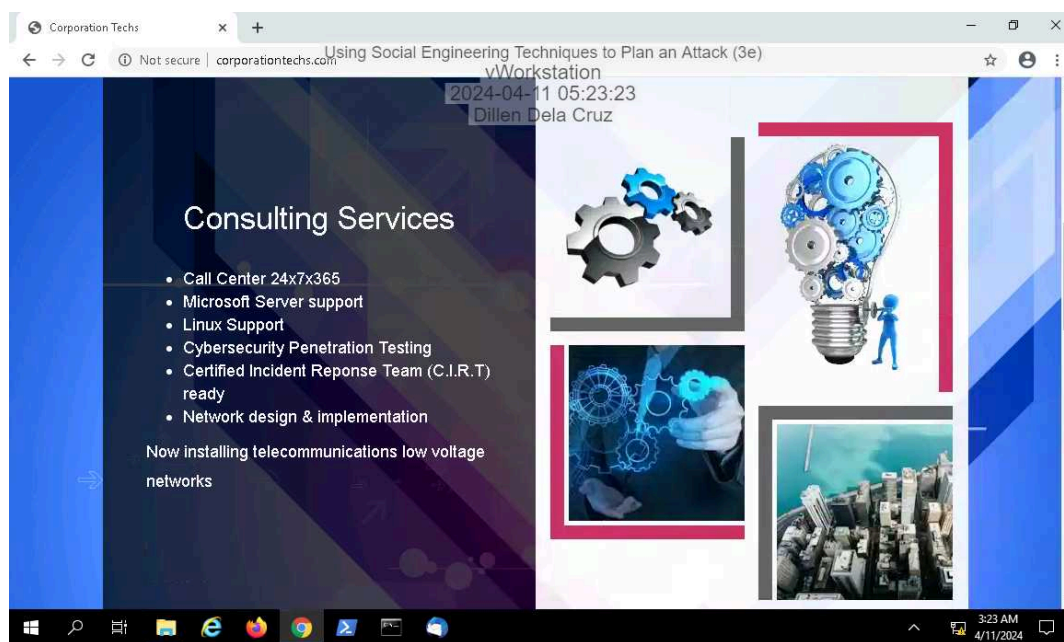 Corporation Techs
Not secure | corporationtechs.com
Using Social Engineering Techniques to Plan an Attack (3e)
vWorkstation
2024-04-11 05:23:23
Dillen Dela Cruz
Consulting Services
• Call Center 24x7x365
• Microsoft Server support
• Linux Support
• Cybersecurity Penetration Testing
• Certified Incident Reponse Team (C.I.R.T)
ready
• Network design & implementation
Now installing telecommunications low voltage
networks
3:23 AM
4/11/2024